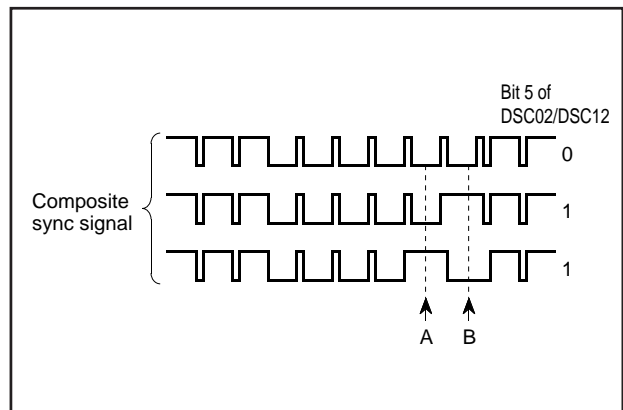 Bit 5 of
DSC02/DSC12
0
Composite
sync signal
1
1
A
B